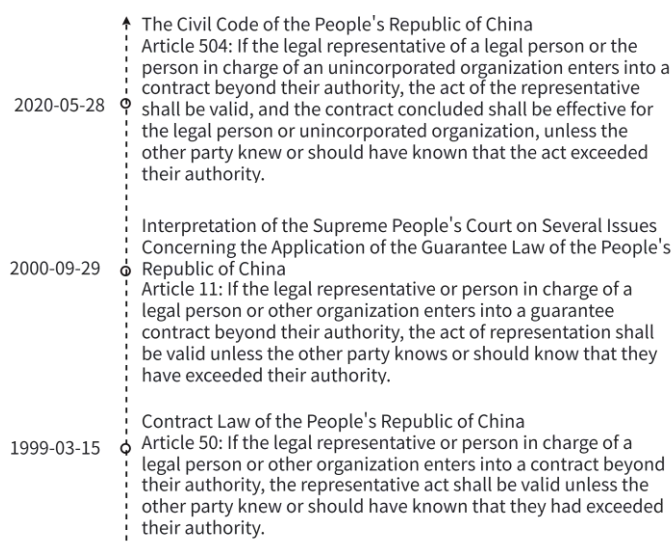 The Civil Code of the People's Republic of China
Article 504: If the legal representative of a legal person or the
person in charge of an unincorporated organization enters into a
contract beyond their authority, the act of the representative
2020-05-28
shall be valid, and the contract concluded shall be effective for
the legal person or unincorporated organization, unless the
other party knew or should have known that the act exceeded
their authority.
Interpretation of the Supreme People's Court on Several Issues
Concerning the Application of the Guarantee Law of the People's
2000-09-29
Republic of China
Article 11: If the legal representative or person in charge of a
legal person or other organization enters into a guarantee
contract beyond their authority, the act of representation shall
be valid unless the other party knows or should know that they
have exceeded their authority.
Contract Law of the People's Republic of China
1999-03-15
Article 50: If the legal representative or person in charge of a
legal person or other organization enters into a contract beyond
their authority, the representative act shall be valid unless the
other party knew or should have known that they had exceeded
their authority.